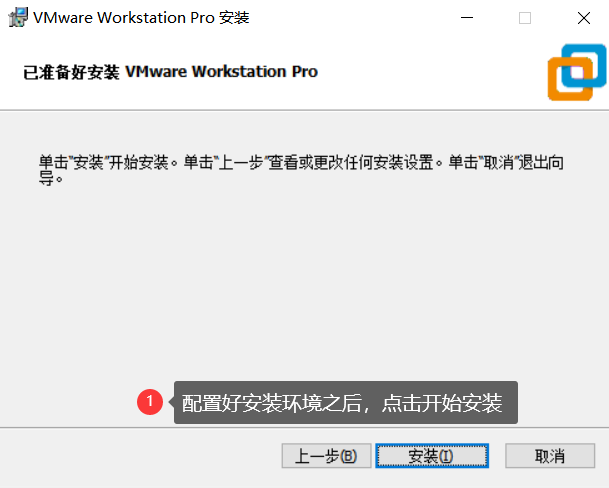 VMware Workstation Pro 安装
已准备好安装 VMware Workstation Pro
单击"安装"开始安装。单击"上一步"查看或更改任何安装设置。单击"取消"退出向
导。
1 配置好安装环境之后，点击开始安装
上一步(B) 安装(I) 取消